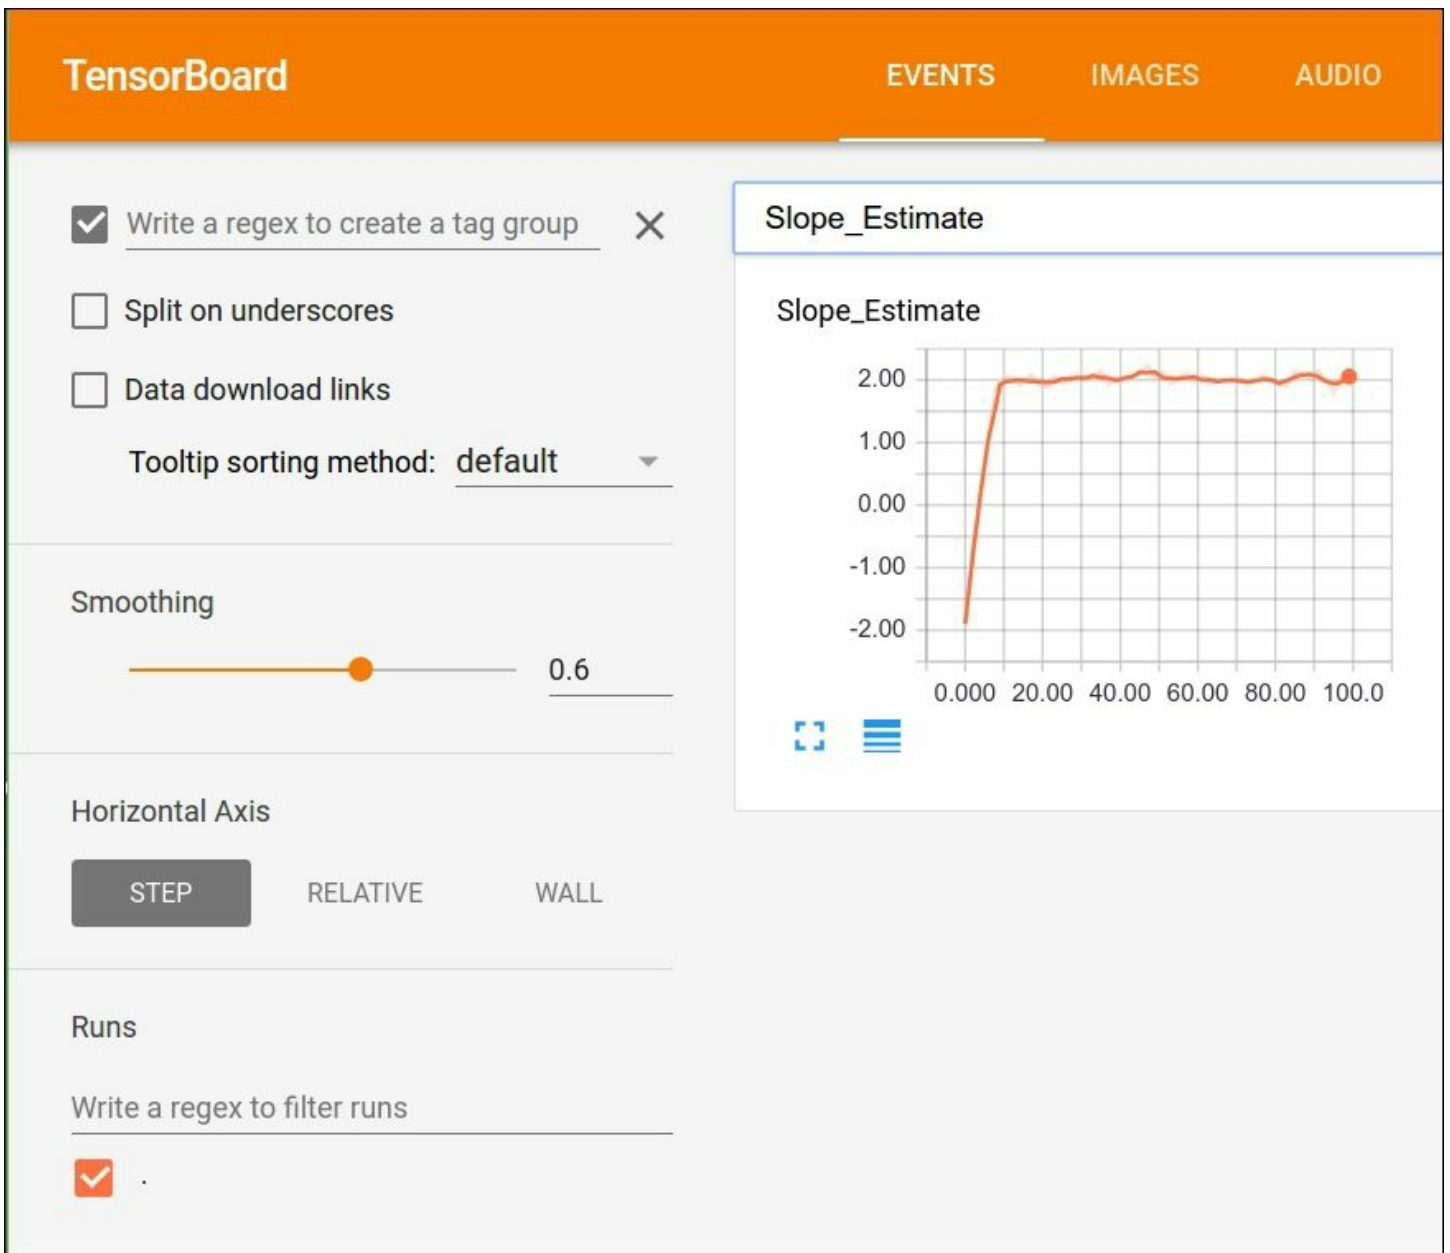 TensorBoard
EVENTS IMAGES AUDIO
Write a regex to create a tag group
Split on underscores
Data download links
Tooltip sorting method: default
Smoothing
0.6
Horizontal Axis
STEP RELATIVE WALL
Runs
Write a regex to filter runs
.
Slope_Estimate
Slope_Estimate
2.00
1.00
0.00
-1.00
-2.00
0.000 20.00 40.00 60.00 80.00 100.0